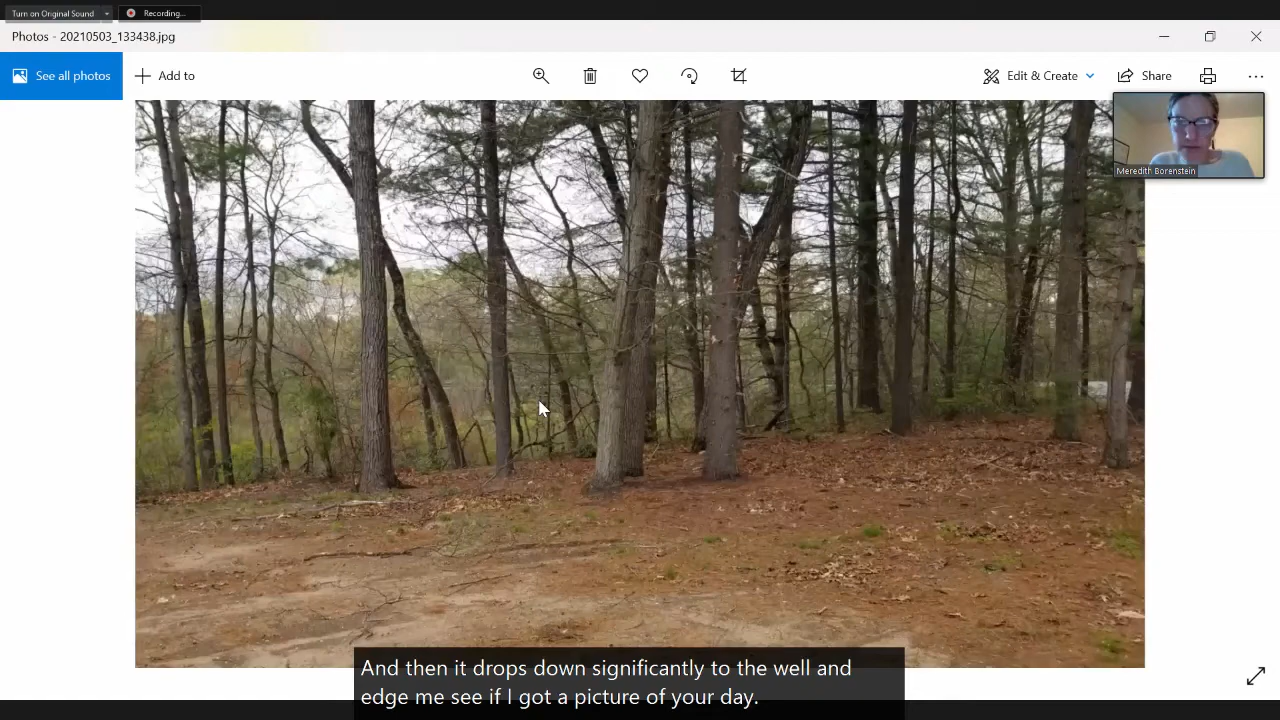 Turn on Original Sound
Recording...
Photos - 20210503_133438.jpg
See all photos
Add to
Edit & Create
Share
Meredith Borenstein
And then it drops down significantly to the well and
edge me see if I got a picture of your day.